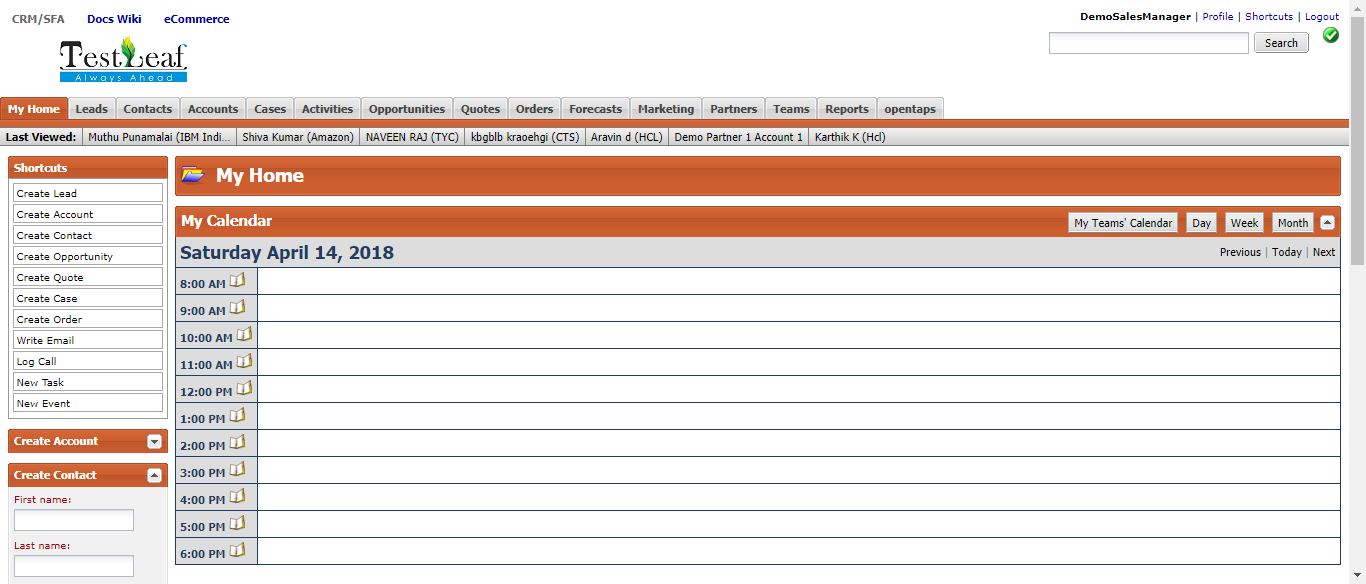 CRM/SFA Docs Wiki eCommerce
DemoSalesManager | Profile | Shortcuts | Logout
TestLeaf
Always Ahead
Search
My Home Leads Contacts Accounts Cases Activities Opportunities Quotes Orders Forecasts Marketing Partners Teams Reports opentaps
Last Viewed: Muthu Punamalai (IBM Indi... Shiva Kumar (Amazon) NAVEEN RAJ (TYC) kbgblb kraoehgi (CTS) Aravin d (HCL) Demo Partner 1 Account 1 Karthik K (Hcl)
Shortcuts
Create Lead
Create Account
Create Contact
Create Opportunity
Create Quote
Create Case
Create Order
Write Email
Log Call
New Task
New Event
Create Account
Create Contact
First name:
Last name:
My Home
My Calendar
My Teams' Calendar Day Week Month
Saturday April 14, 2018
Previous | Today | Next
8:00 AM
9:00 AM
10:00 AM
11:00 AM
12:00 PM
1:00 PM
2:00 PM
3:00 PM
4:00 PM
5:00 PM
6:00 PM